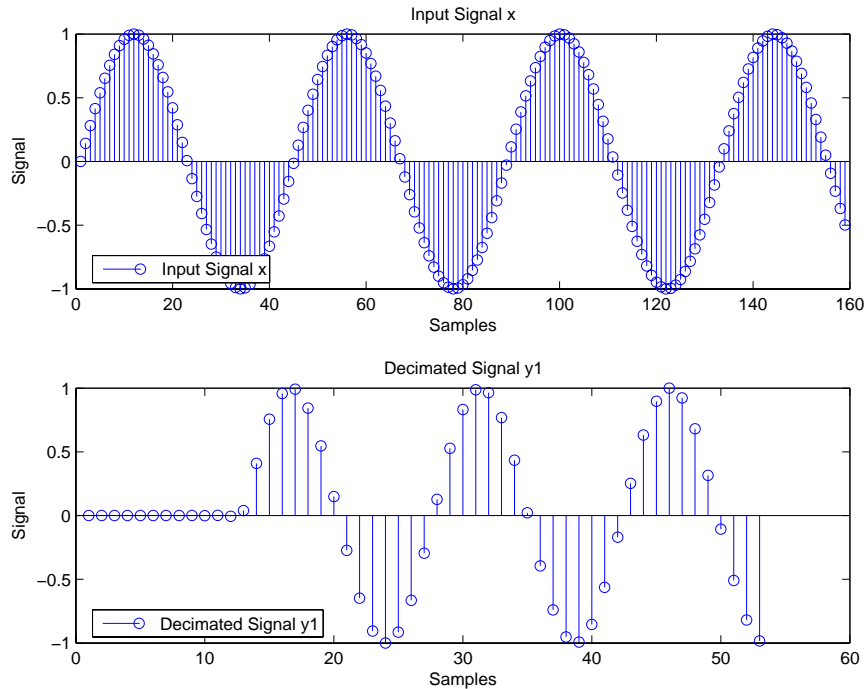 Input Signal x
1
0.5
0
−0.5
−1
Signal
Input Signal x
0 20 40 60 80 100 120 140 160
Samples
Decimated Signal y1
1
0.5
0
−0.5
−1
Signal
Decimated Signal y1
0 10 20 30 40 50 60
Samples